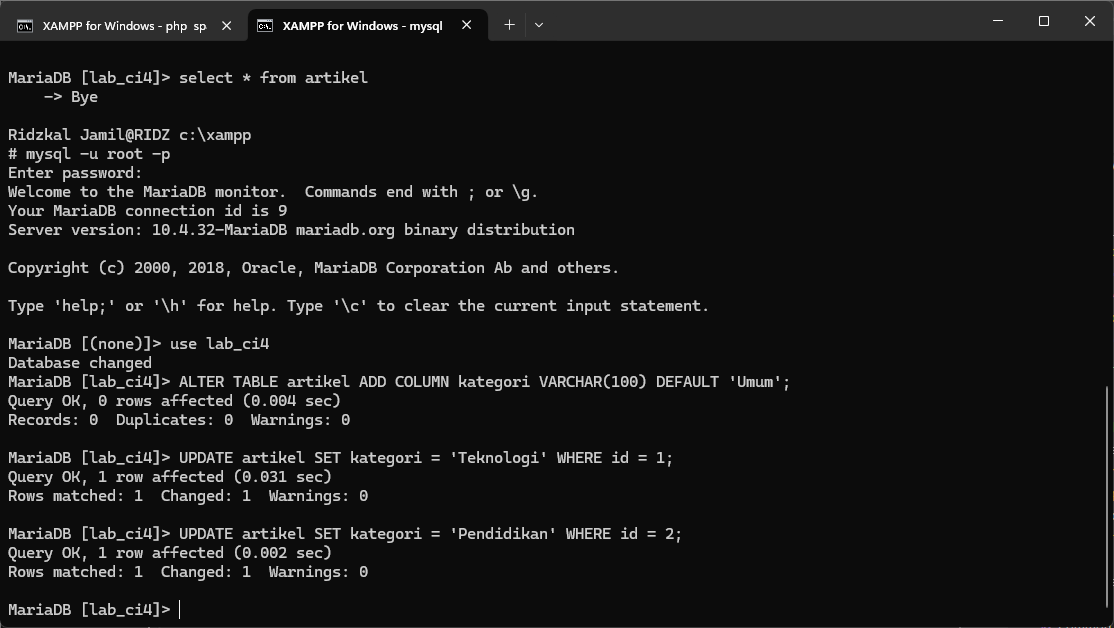 XAMPP for Windows - php sp
XAMPP for Windows - mysql
MariaDB [lab_ci4]> select * from artikel
    -> Bye
Ridzkal Jamil@RIDZ c:\xampp
# mysql -u root -p
Enter password:
Welcome to the MariaDB monitor.  Commands end with ; or \g.
Your MariaDB connection id is 9
Server version: 10.4.32-MariaDB mariadb.org binary distribution
Copyright (c) 2000, 2018, Oracle, MariaDB Corporation Ab and others.
Type 'help;' or '\h' for help. Type '\c' to clear the current input statement.
MariaDB [(none)]> use lab_ci4
Database changed
MariaDB [lab_ci4]> ALTER TABLE artikel ADD COLUMN kategori VARCHAR(100) DEFAULT 'Umum';
Query OK, 0 rows affected (0.004 sec)
Records: 0  Duplicates: 0  Warnings: 0
MariaDB [lab_ci4]> UPDATE artikel SET kategori = 'Teknologi' WHERE id = 1;
Query OK, 1 row affected (0.031 sec)
Rows matched: 1  Changed: 1  Warnings: 0
MariaDB [lab_ci4]> UPDATE artikel SET kategori = 'Pendidikan' WHERE id = 2;
Query OK, 1 row affected (0.002 sec)
Rows matched: 1  Changed: 1  Warnings: 0
MariaDB [lab_ci4]>